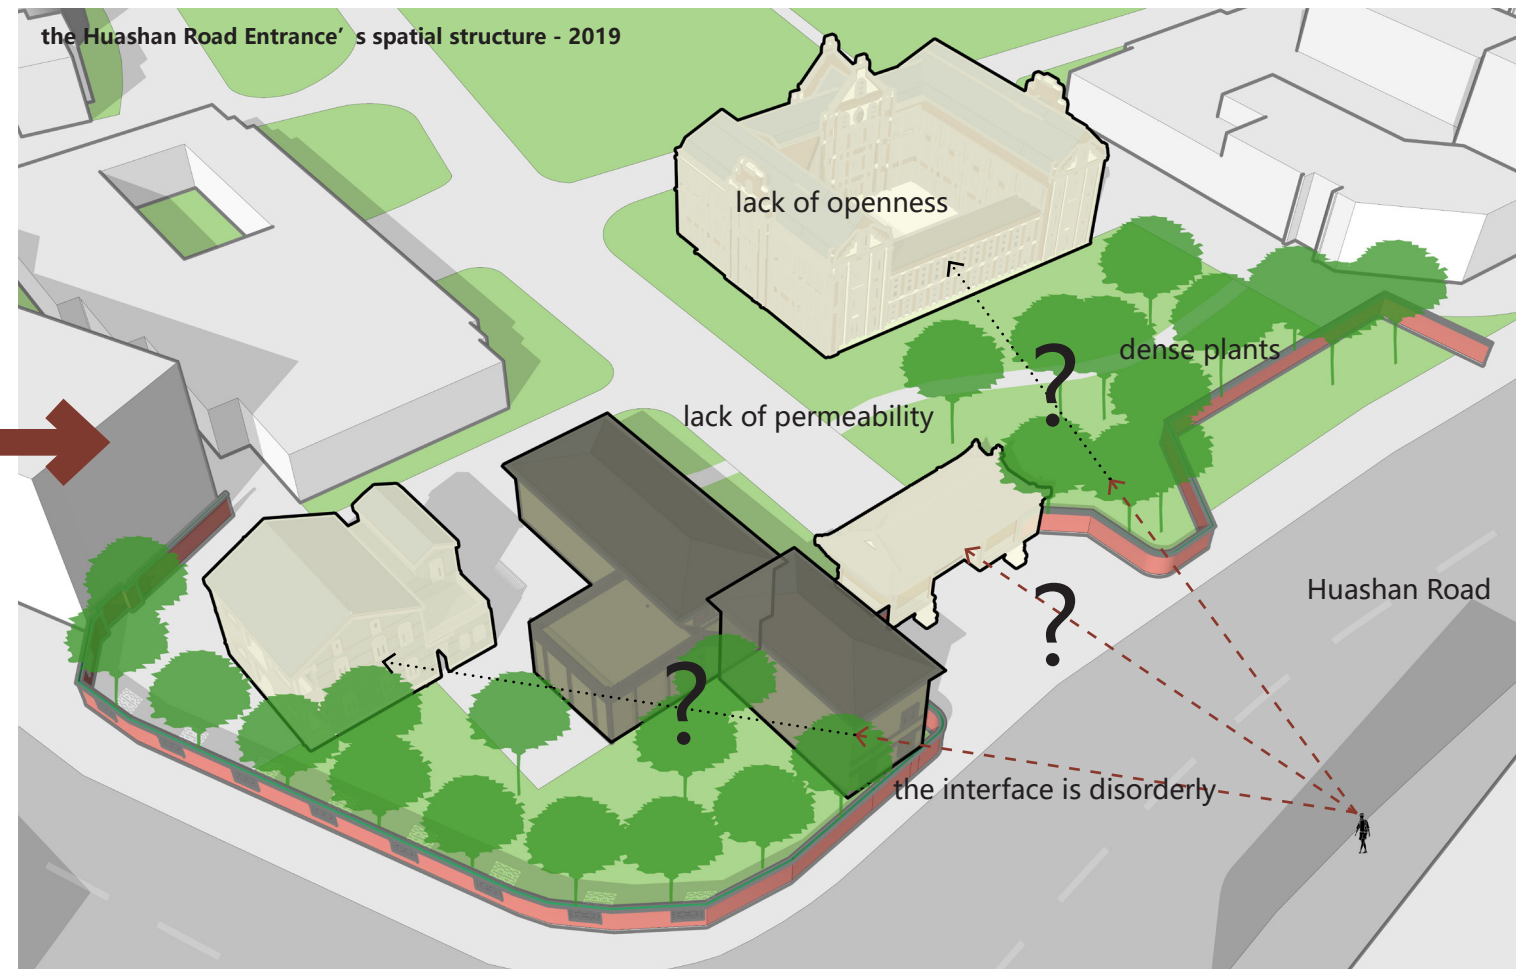 the Huashan Road Entrance’s spatial structure - 2019
lack of openness
dense plants
?
lack of permeability
Huashan Road
?
?
the interface is disorderly